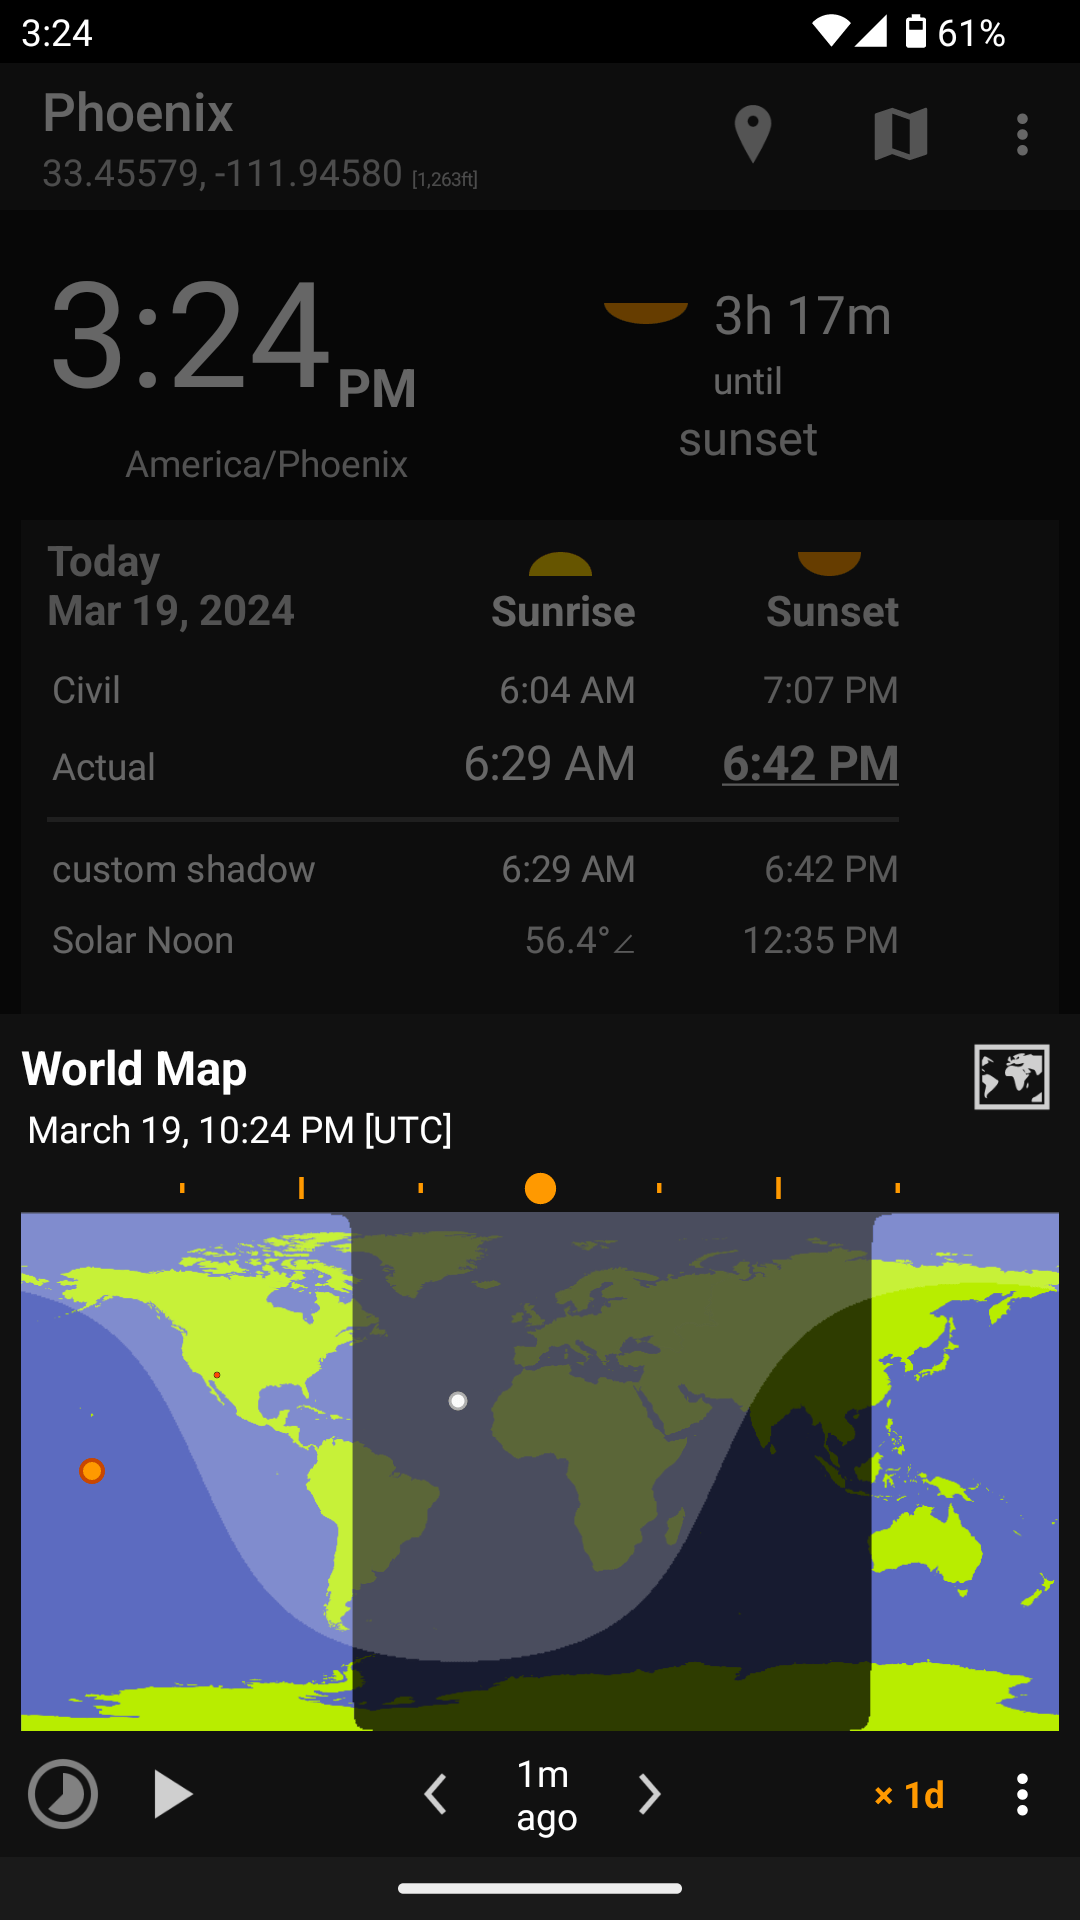 3:24 61%
Phoenix
33.45579, -111.94580 [1,263ft]
3:24 PM
3h 17m
until
sunset
America/Phoenix
Today
Mar 19, 2024
Sunrise Sunset
Civil 6:04 AM 7:07 PM
Actual 6:29 AM 6:42 PM
custom shadow 6:29 AM 6:42 PM
Solar Noon 56.4°∠ 12:35 PM
World Map
March 19, 10:24 PM [UTC]
1m
ago
× 1d